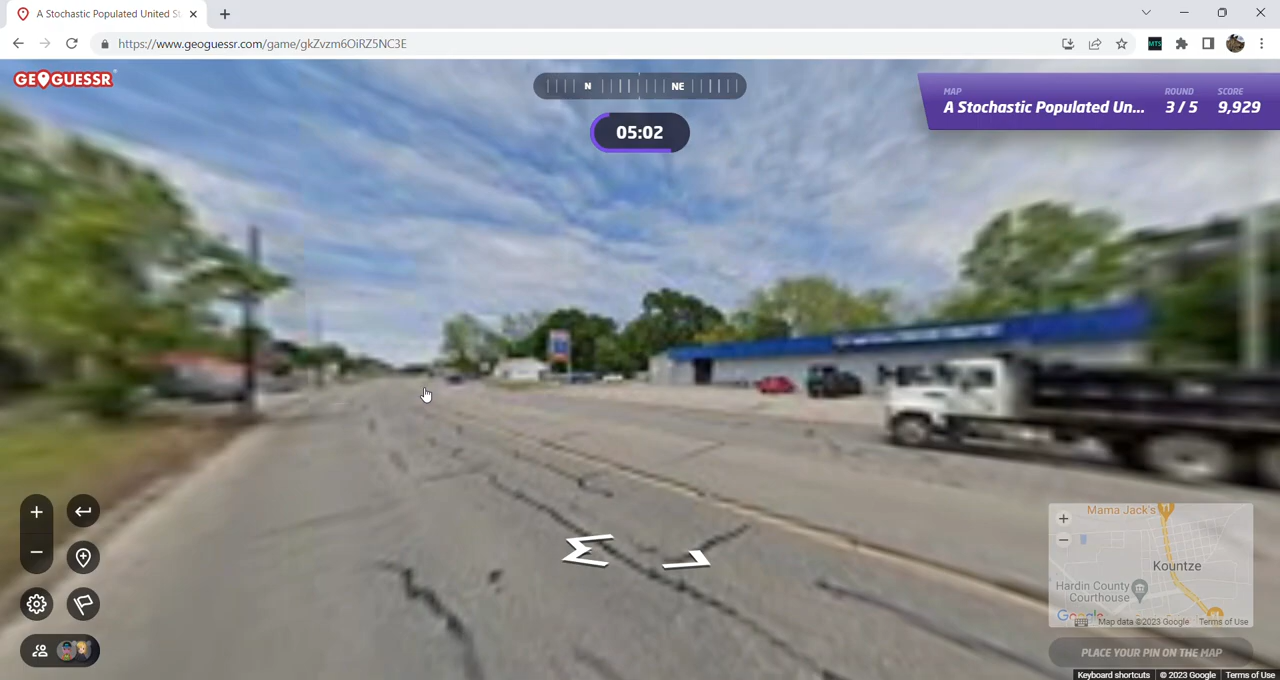 A Stochastic Populated United St
https://www.geoguessr.com/game/gkZvzm6OiRZ5NC3E
MTS
GEOGUESSR
N NE
05:02
MAP ROUND SCORE
A Stochastic Populated Un... 3 / 5 9,929
Mama Jack's
Kountze
Hardin County
Courthouse
Google
Map data ©2023 Google Terms of Use
PLACE YOUR PIN ON THE MAP
Keyboard shortcuts © 2023 Google Terms of Use